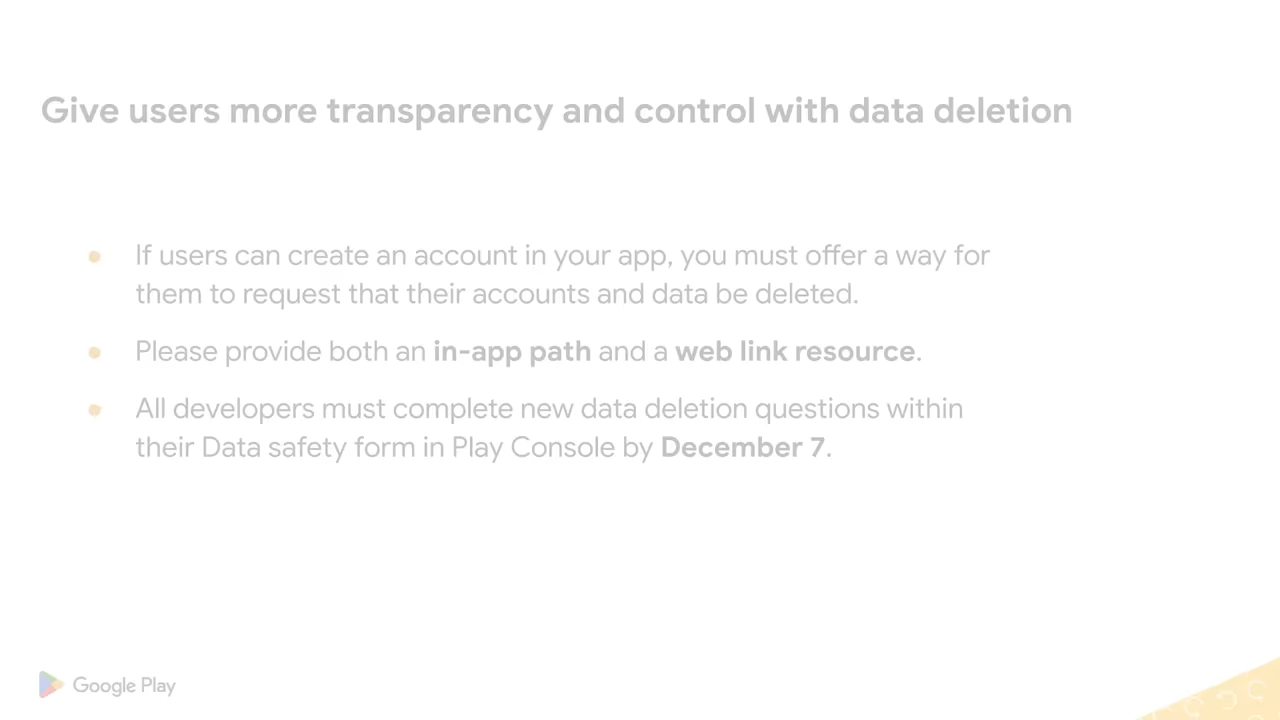 Give users more transparency and control with data deletion
If users can create an account in your app, you must offer a way for
them to request that their accounts and data be deleted.
Please provide both an in-app path and a web link resource.
All developers must complete new data deletion questions within
their Data safety form in Play Console by December 7.
Google Play